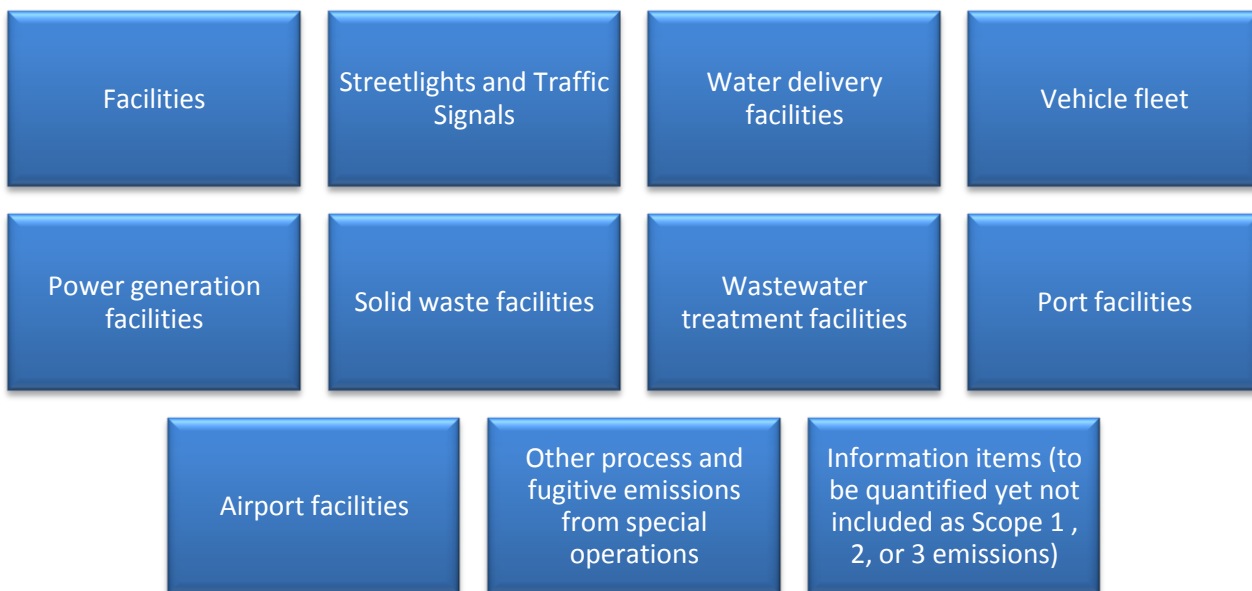 Facilities
Streetlights and Traffic
Signals
Water delivery
facilities
Vehicle fleet
Power generation
facilities
Solid waste facilities
Wastewater
treatment facilities
Port facilities
Airport facilities
Other process and
fugitive emissions
from special
operations
Information items (to
be quantified yet not
included as Scope 1 ,
2, or 3 emissions)